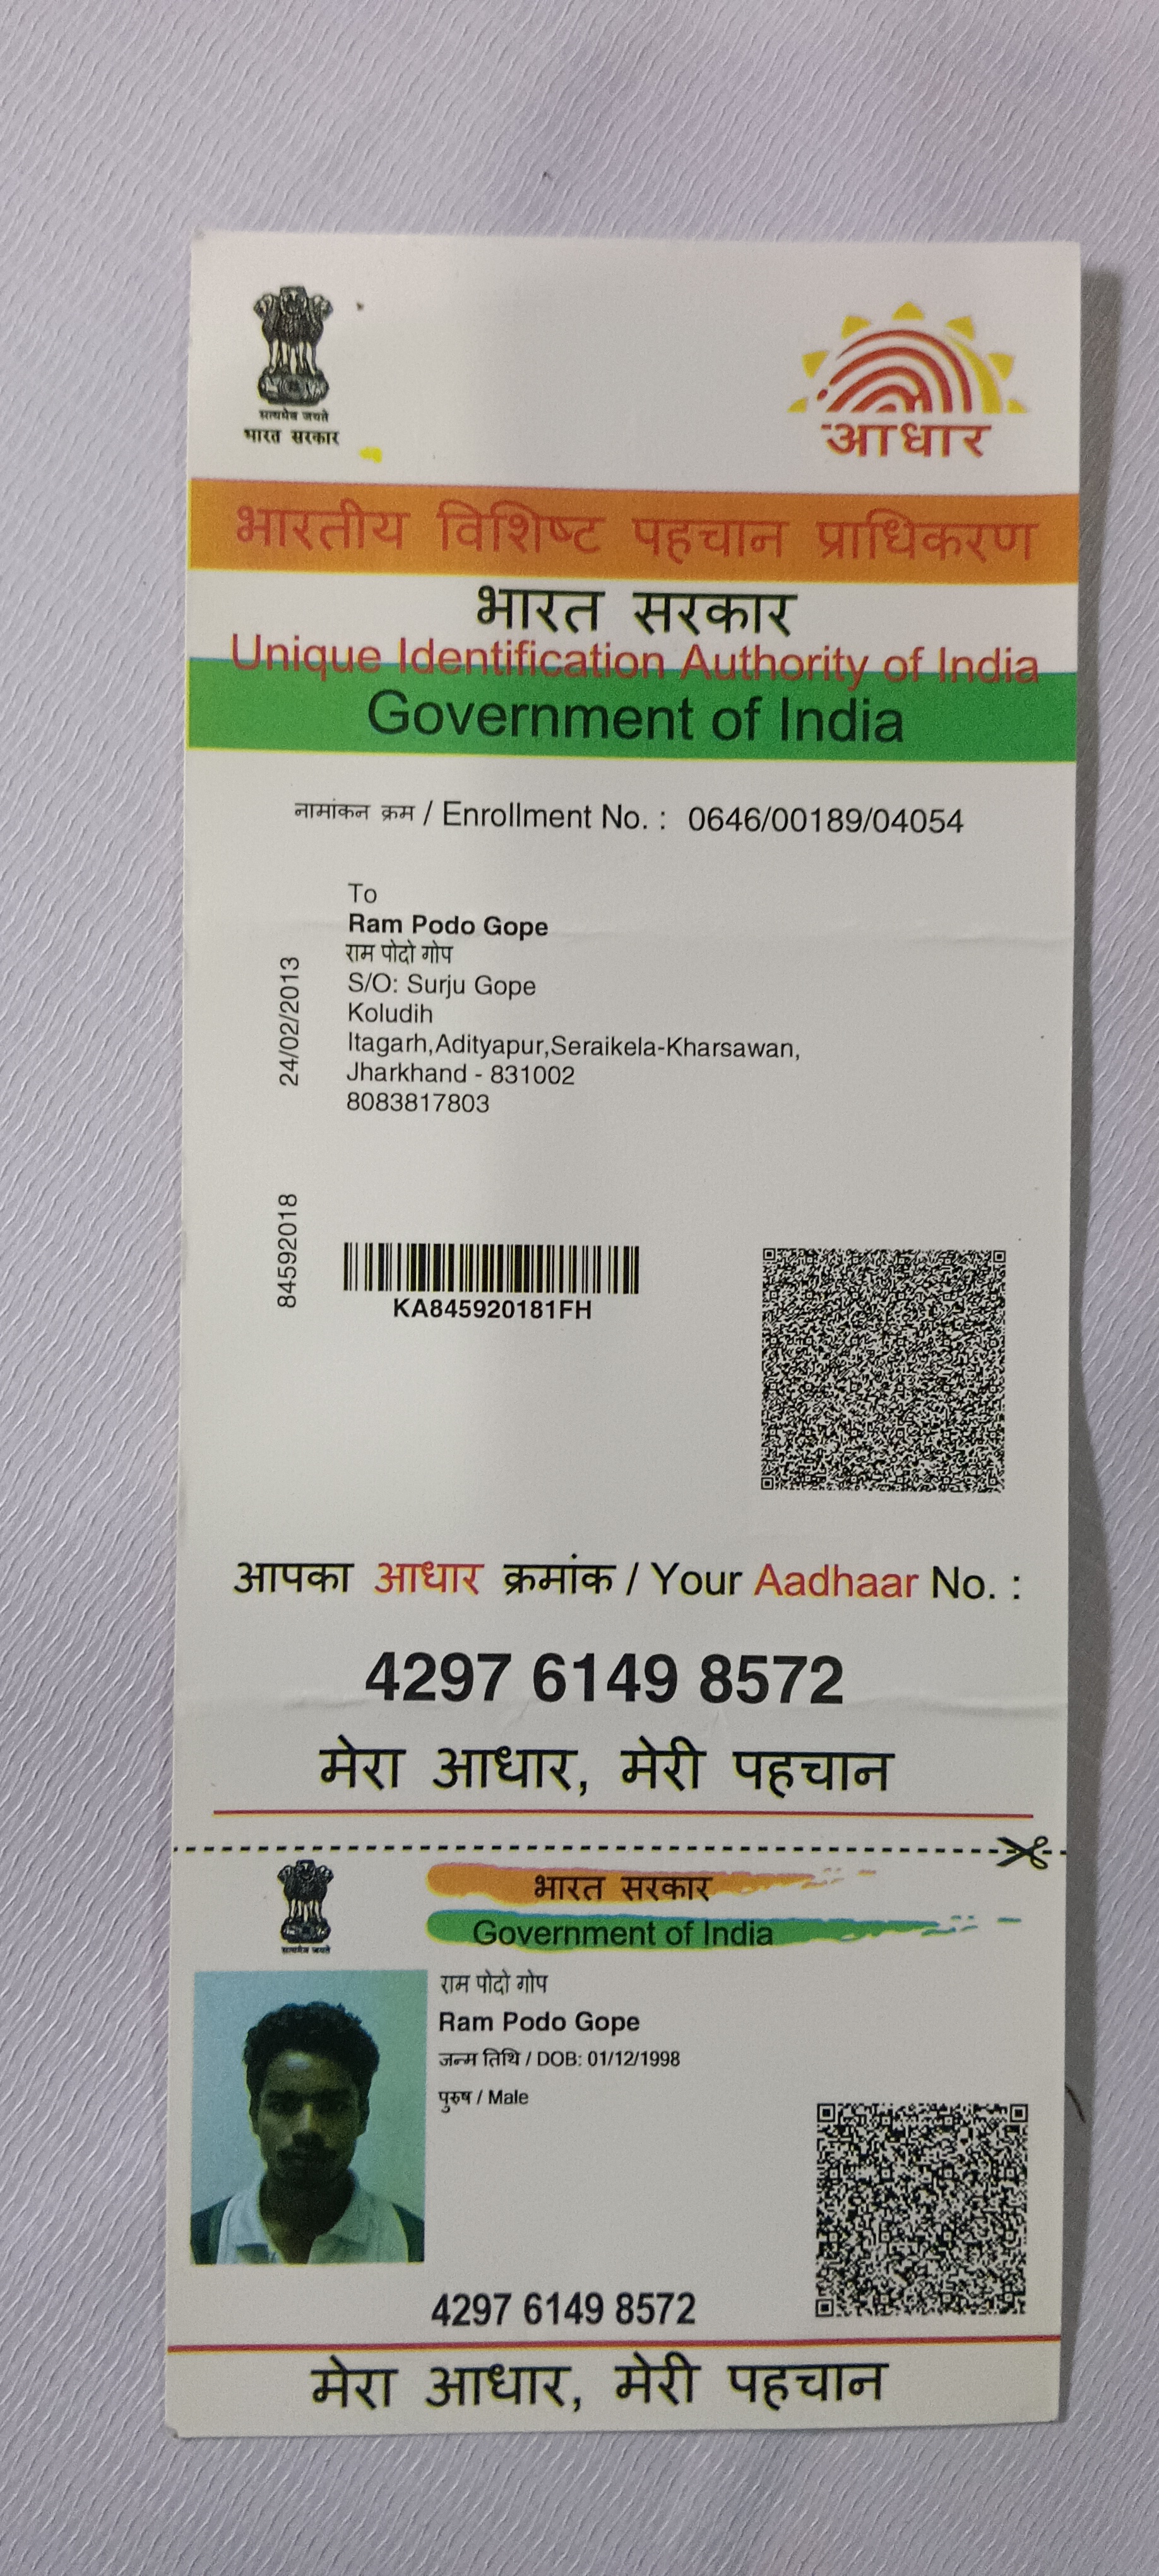 सत्यमेव जयते
भारत सरकार
आधार
भारतीय विशिष्ट पहचान प्राधिकरण
भारत सरकार
Unique Identification Authority of India
Government of India
नामांकन क्रम / Enrollment No. : 0646/00189/04054
To
Ram Podo Gope
राम पोदो गोप
S/O: Surju Gope
Koludih
Itagarh,Adityapur,Seraikela-Kharsawan,
Jharkhand - 831002
8083817803
24/02/2013
84592018
KA845920181FH
आपका आधार क्रमांक / Your Aadhaar No. :
4297 6149 8572
मेरा आधार, मेरी पहचान
सत्यमेव जयते
भारत सरकार
Government of India
राम पोदो गोप
Ram Podo Gope
जन्म तिथि / DOB: 01/12/1998
पुरुष / Male
4297 6149 8572
मेरा आधार, मेरी पहचान